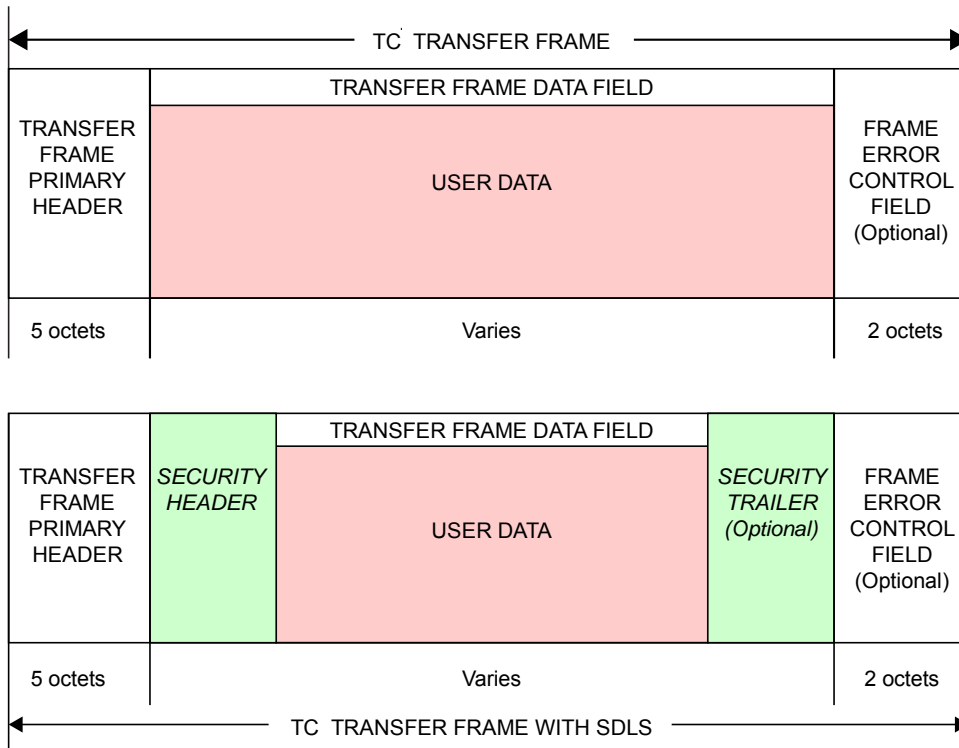 TC TRANSFER FRAME
TRANSFER FRAME DATA FIELD
TRANSFER
FRAME
PRIMARY
HEADER
USER DATA
FRAME
ERROR
CONTROL
FIELD
(Optional)
5 octets
Varies
2 octets
TRANSFER
FRAME
PRIMARY
HEADER
SECURITY
HEADER
TRANSFER FRAME DATA FIELD
USER DATA
SECURITY
TRAILER
(Optional)
FRAME
ERROR
CONTROL
FIELD
(Optional)
5 octets
Varies
2 octets
TC TRANSFER FRAME WITH SDLS